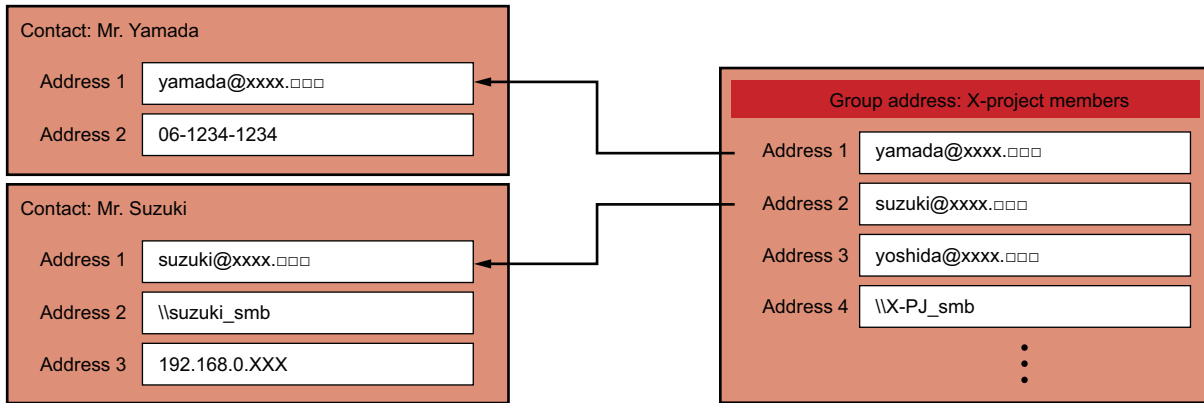 Contact: Mr. Yamada
Address 1 yamada@xxxx.□□□
Address 2 06-1234-1234
Contact: Mr. Suzuki
Address 1 suzuki@xxxx.□□□
Address 2 \\suzuki_smb
Address 3 192.168.0.XXX
Group address: X-project members
Address 1 yamada@xxxx.□□□
Address 2 suzuki@xxxx.□□□
Address 3 yoshida@xxxx.□□□
Address 4 \\X-PJ_smb